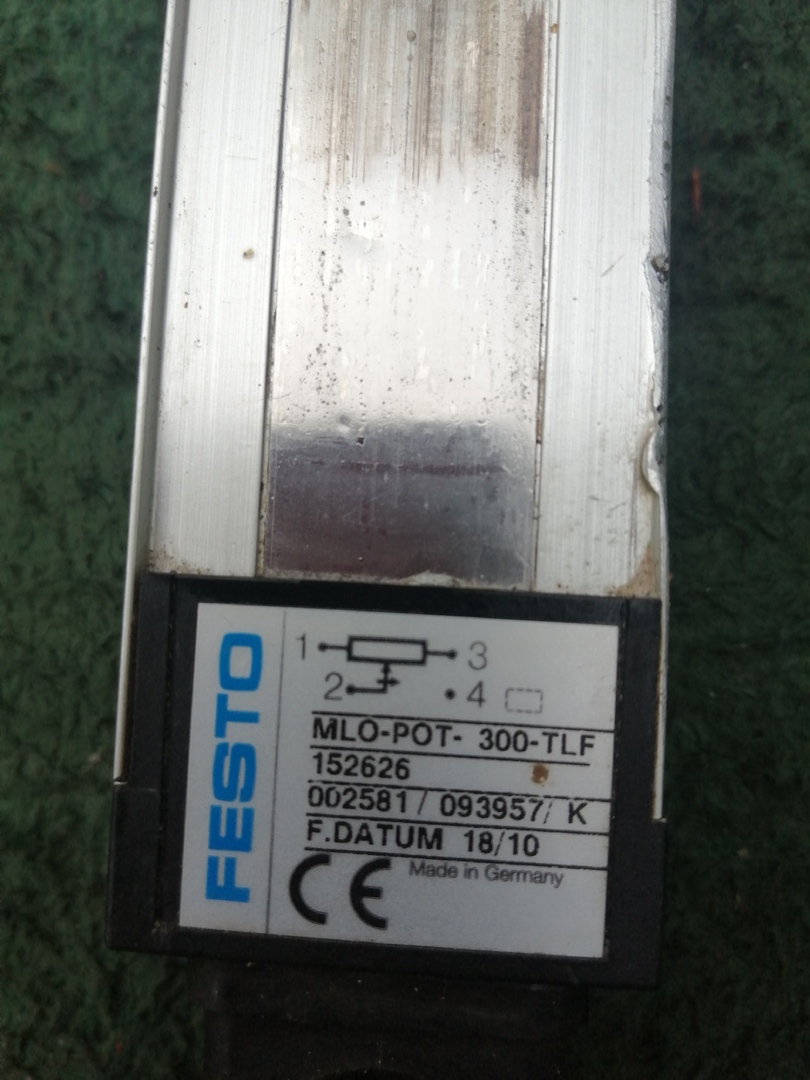 FESTO
1 3
2 4
MLO-POT- 300-TLF
152626
002581/ 093957/ K
F.DATUM 18/10
CE Made in Germany